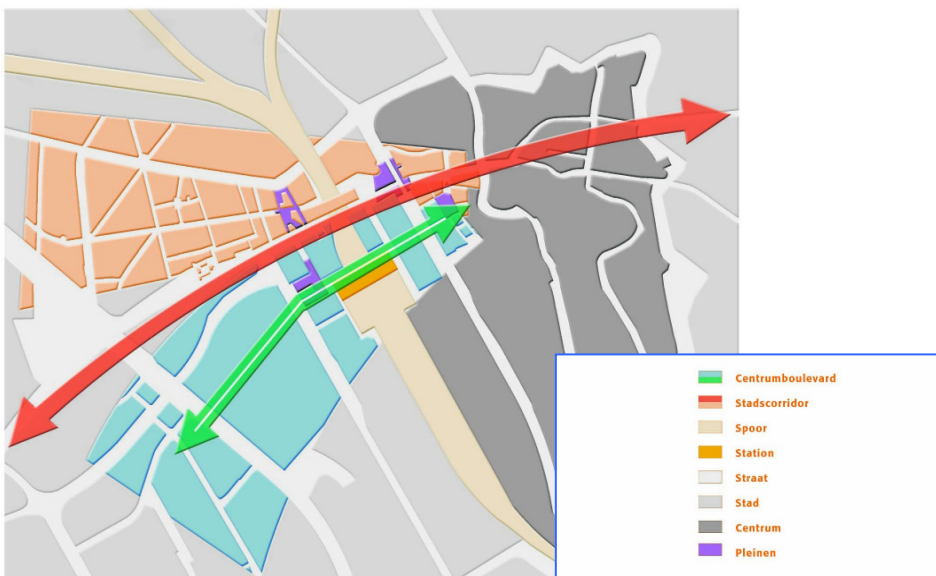 Centrumboulevard
Stadscorridor
Spoor
Station
Straat
Stad
Centrum
Pleinen